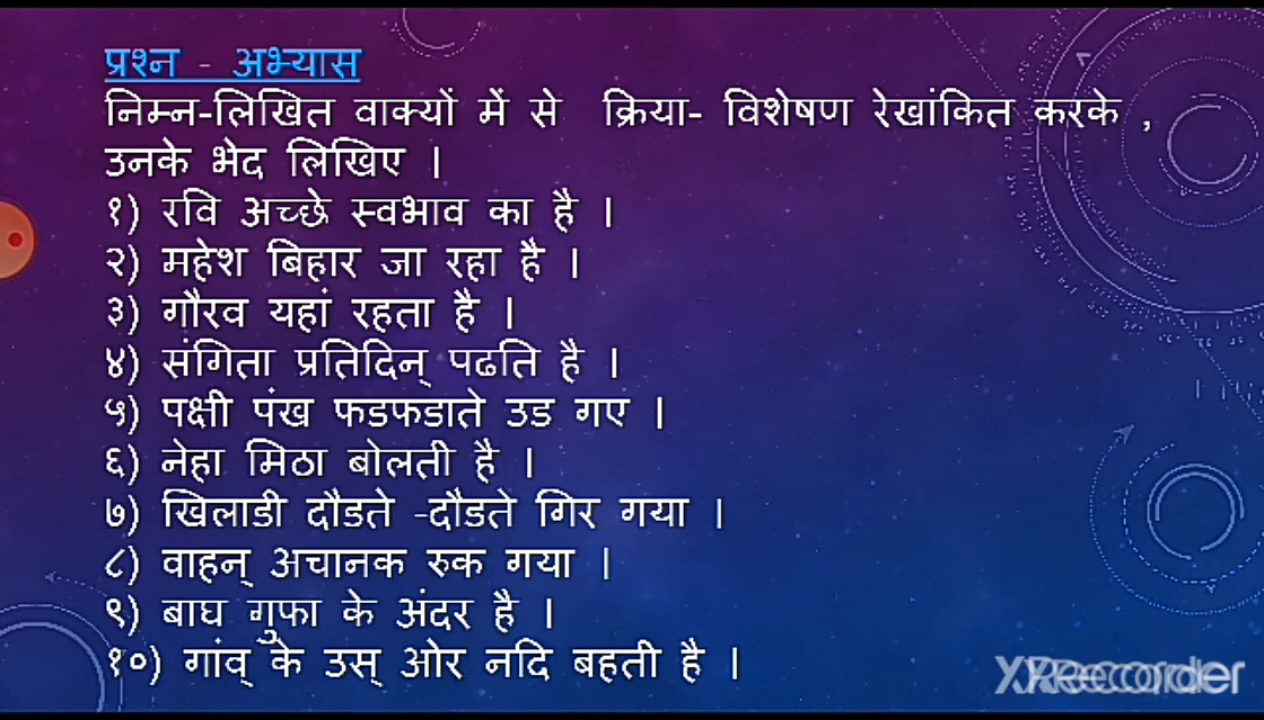 प्रश्न - अभ्यास
निम्न-लिखित वाक्यों में से क्रिया- विशेषण रेखांकित करके ,
उनके भेद लिखिए ।
१) रवि अच्छे स्वभाव का है ।
२) महेश बिहार जा रहा है ।
३) गौरव यहां रहता है ।
४) संगिता प्रतिदिन् पढति है ।
५) पक्षी पंख फडफडाते उड गए ।
६) नेहा मिठा बोलती है ।
७) खिलाडी दौडते -दौडते गिर गया ।
८) वाहन् अचानक रुक गया ।
९) बाघ गुफा के अंदर है ।
१०) गांव् के उस् ओर नदि बहती है ।
XRecorder